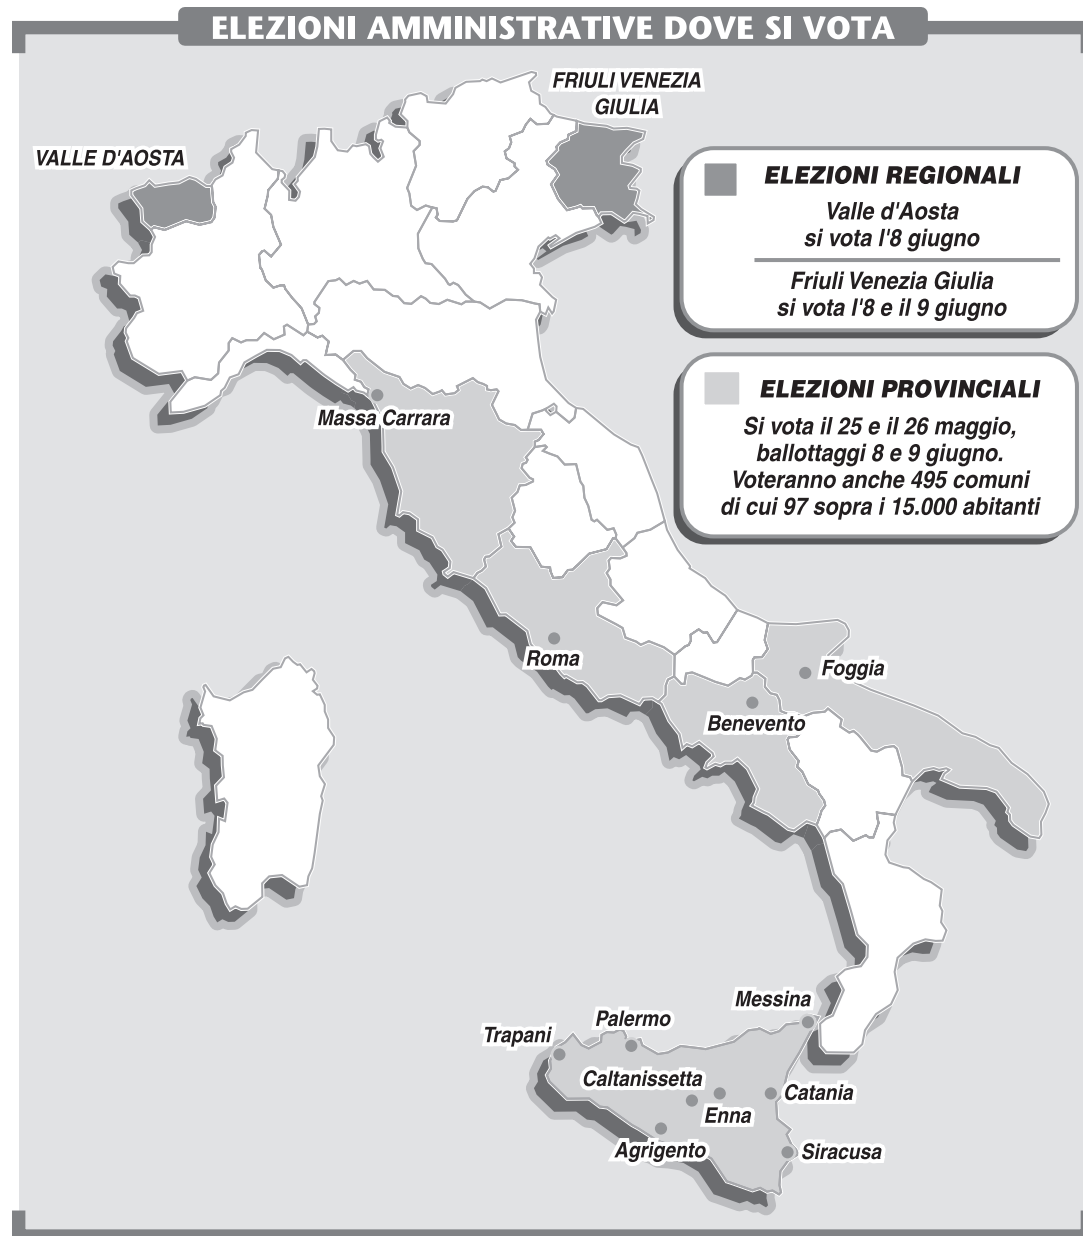 ELEZIONI AMMINISTRATIVE DOVE SI VOTA
FRIULI VENEZIA
GIULIA
VALLE D'AOSTA
ELEZIONI REGIONALI
Valle d'Aosta
si vota l'8 giugno
Friuli Venezia Giulia
si vota l'8 e il 9 giugno
ELEZIONI PROVINCIALI
Si vota il 25 e il 26 maggio,
ballottaggi 8 e 9 giugno.
Voteranno anche 495 comuni
di cui 97 sopra i 15.000 abitanti
Massa Carrara
Roma
Foggia
Benevento
Messina
Palermo
Trapani
Caltanissetta
Catania
Enna
Agrigento
Siracusa